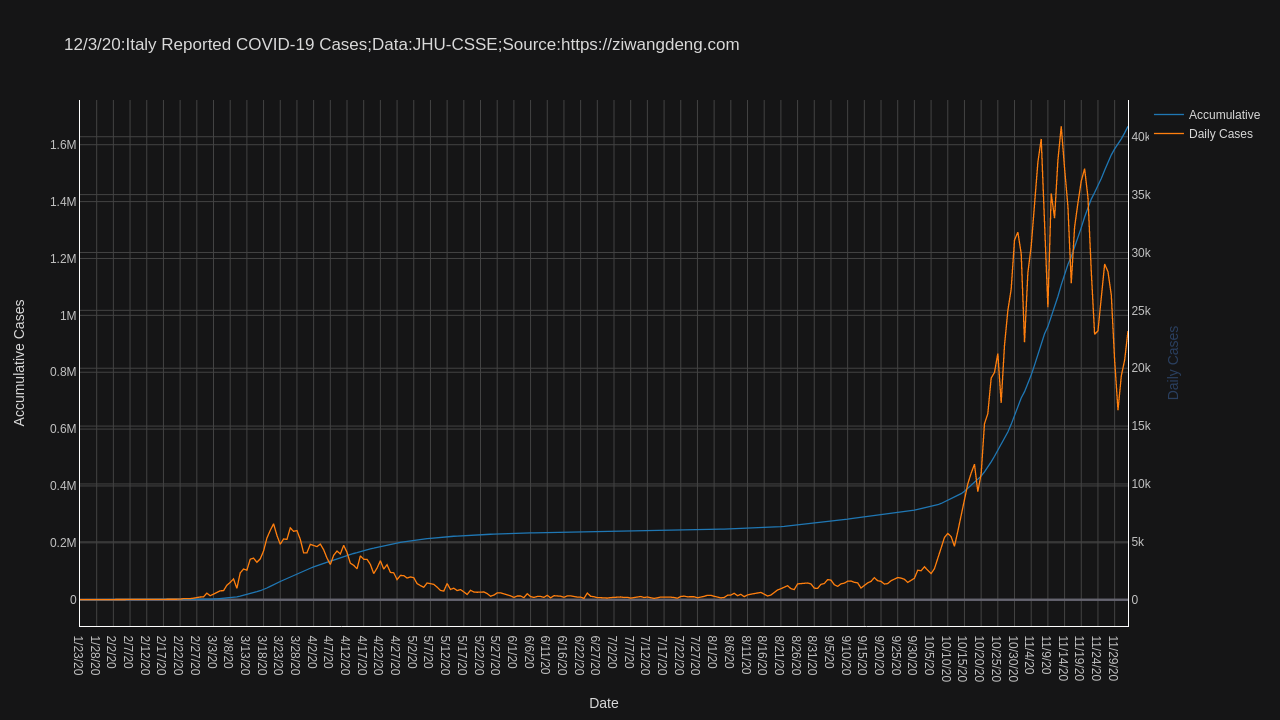 12/3/20:Italy Reported COVID-19 Cases;Data:JHU-CSSE;Source:https://ziwangdeng.com
Accumulative
Daily Cases
Accumulative Cases
1.6M
1.4M
1.2M
1M
0.8M
0.6M
0.4M
0.2M
0
40k
35k
30k
25k
20k
15k
10k
5k
0
Daily Cases
1/23/20
1/28/20
2/2/20
2/7/20
2/12/20
2/17/20
2/22/20
2/27/20
3/3/20
3/8/20
3/13/20
3/18/20
3/23/20
3/28/20
4/2/20
4/7/20
4/12/20
4/17/20
4/22/20
4/27/20
5/2/20
5/7/20
5/12/20
5/17/20
5/22/20
5/27/20
6/1/20
6/6/20
6/11/20
6/16/20
6/22/20
6/27/20
7/2/20
7/7/20
7/12/20
7/17/20
7/22/20
7/27/20
8/1/20
8/6/20
8/11/20
8/16/20
8/21/20
8/26/20
8/31/20
9/5/20
9/10/20
9/15/20
9/20/20
9/25/20
9/30/20
10/5/20
10/10/20
10/15/20
10/20/20
10/25/20
10/30/20
11/4/20
11/9/20
11/14/20
11/19/20
11/24/20
11/29/20
Date